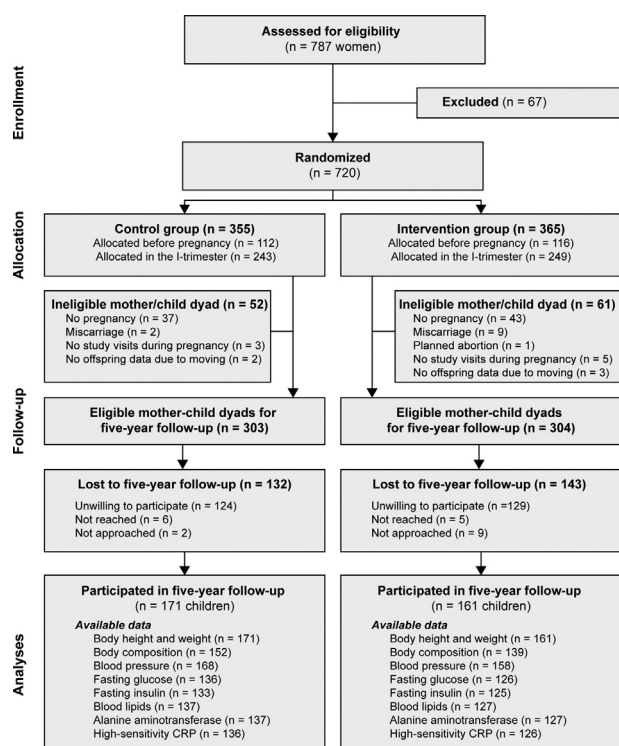 Enrollment
Assessed for eligibility
(n = 787 women)
Excluded (n = 67)
Randomized
(n = 720)
Allocation
Control group (n = 355)
Allocated before pregnancy (n = 112)
Allocated in the I-trimester (n = 243)
Intervention group (n = 365)
Allocated before pregnancy (n = 116)
Allocated in the I-trimester (n = 249)
Ineligible mother/child dyad (n = 52)
No pregnancy (n = 37)
Miscarriage (n = 2)
No study visits during pregnancy (n = 3)
No offspring data due to moving (n = 2)
Ineligible mother/child dyad (n = 61)
No pregnancy (n = 43)
Miscarriage (n = 9)
Planned abortion (n = 1)
No study visits during pregnancy (n = 5)
No offspring data due to moving (n = 3)
Follow-up
Eligible mother-child dyads for
five-year follow-up (n = 303)
Eligible mother-child dyads
for five-year follow-up (n = 304)
Lost to five-year follow-up (n = 132)
Unwilling to participate (n = 124)
Not reached (n = 6)
Not approached (n = 2)
Lost to five-year follow-up (n = 143)
Unwilling to participate (n =129)
Not reached (n = 5)
Not approached (n = 9)
Analyses
Participated in five-year follow-up
(n = 171 children)
Available data
Body height and weight (n = 171)
Body composition (n = 152)
Blood pressure (n = 168)
Fasting glucose (n = 136)
Fasting insulin (n = 133)
Blood lipids (n = 137)
Alanine aminotransferase (n = 137)
High-sensitivity CRP (n = 136)
Participated in five-year follow-up
(n = 161 children)
Available data
Body height and weight (n = 161)
Body composition (n = 139)
Blood pressure (n = 158)
Fasting glucose (n = 126)
Fasting insulin (n = 125)
Blood lipids (n = 127)
Alanine aminotransferase (n = 127)
High-sensitivity CRP (n = 126)